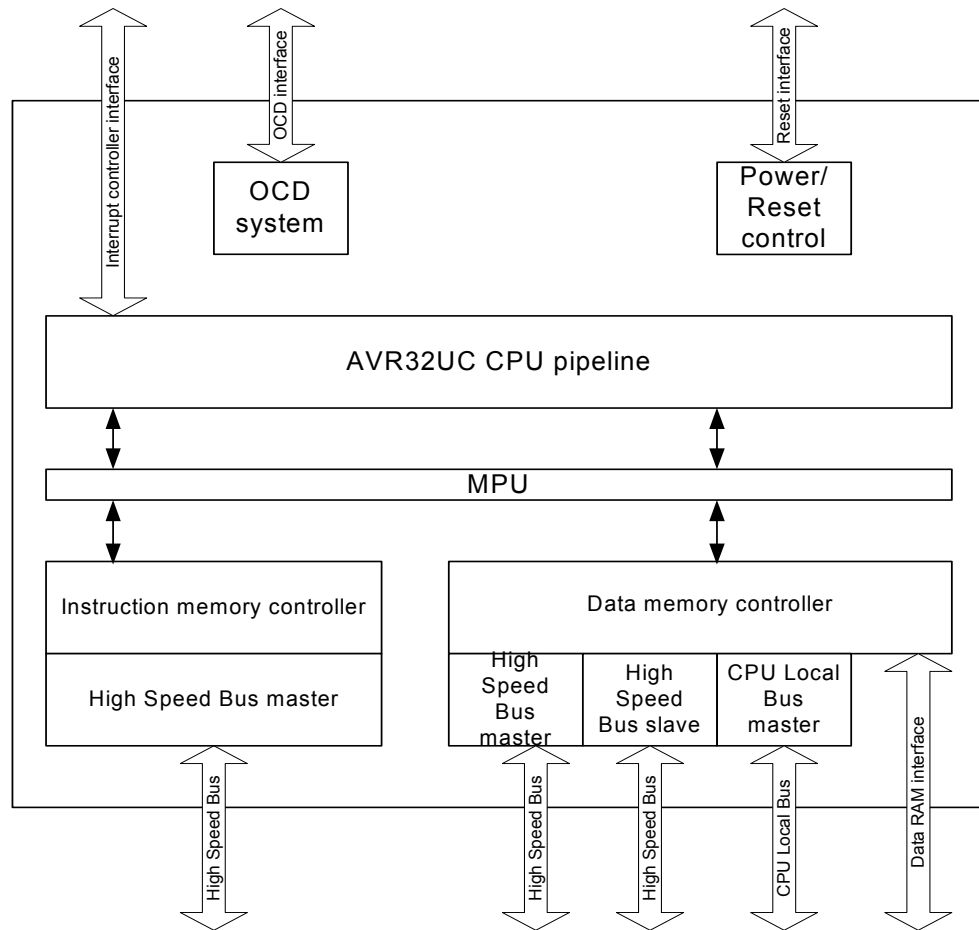 Interrupt controller interface
OCD interface
Reset interface
OCD
system
Power/
Reset
control
AVR32UC CPU pipeline
MPU
Instruction memory controller
High Speed Bus master
Data memory controller
High
Speed
Bus
master
High
Speed
Bus slave
CPU Local
Bus
master
High Speed Bus
High Speed Bus
High Speed Bus
CPU Local Bus
Data RAM interface